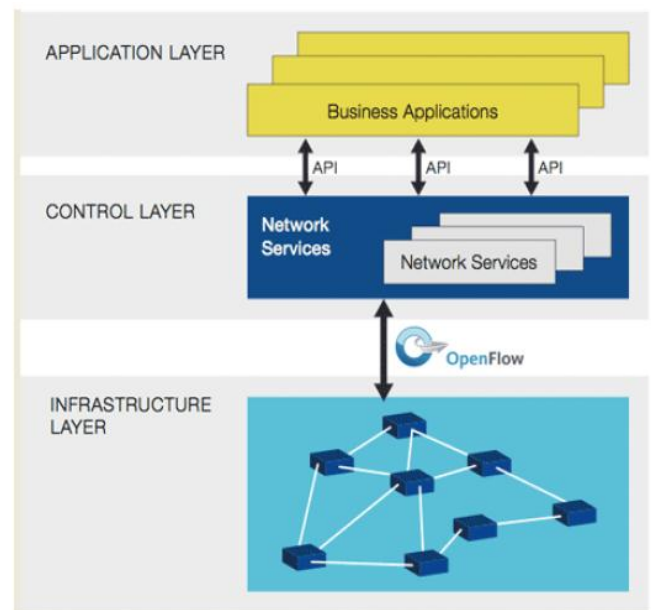 APPLICATION LAYER
Business Applications
API
API
API
CONTROL LAYER
Network
Services
Network Services
OpenFlow
INFRASTRUCTURE
LAYER